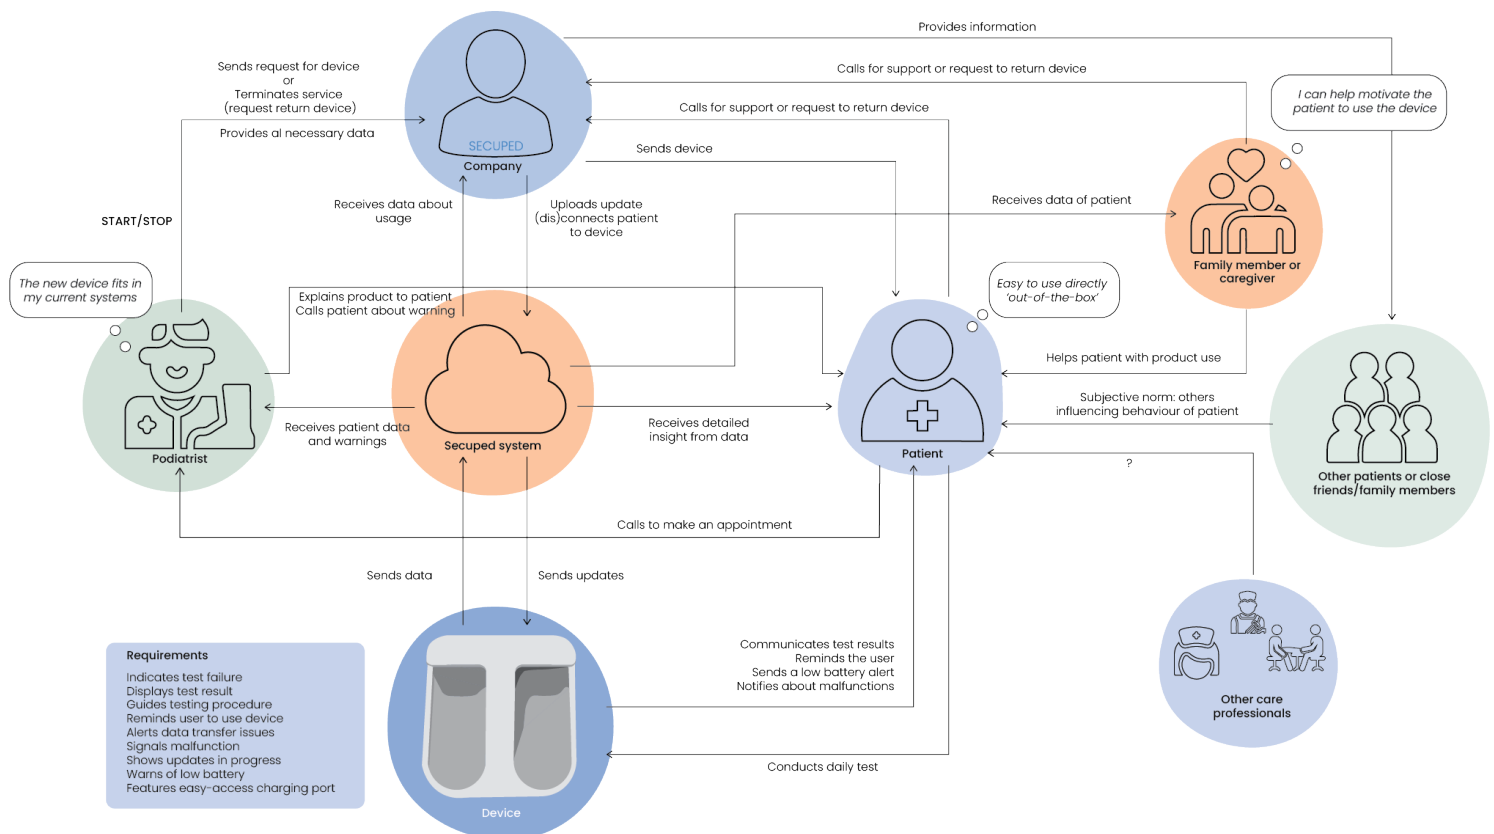 Provides information
Sends request for device
or
Terminates service
(request return device)
Provides al necessary data
Calls for support or request to return device
Calls for support or request to return device
I can help motivate the
patient to use the device
SECUPED
Company
Sends device
START/STOP
Receives data about
usage
Uploads update
(dis)connects patient
to device
Receives data of patient
Family member or
caregiver
The new device fits in
my current systems
Explains product to patient
Calls patient about warning
Easy to use directly
'out-of-the-box'
Helps patient with product use
Subjective norm: others
influencing behaviour of patient
Receives patient data
and warnings
Secuped system
Receives detailed
insight from data
Podiatrist
Patient
?
Other patients or close
friends/family members
Calls to make an appointment
Sends data
Sends updates
Communicates test results
Reminds the user
Sends a low battery alert
Notifies about malfunctions
Other care
professionals
Conducts daily test
Device
Requirements
Indicates test failure
Displays test result
Guides testing procedure
Reminds user to use device
Alerts data transfer issues
Signals malfunction
Shows updates in progress
Warns of low battery
Features easy-access charging port